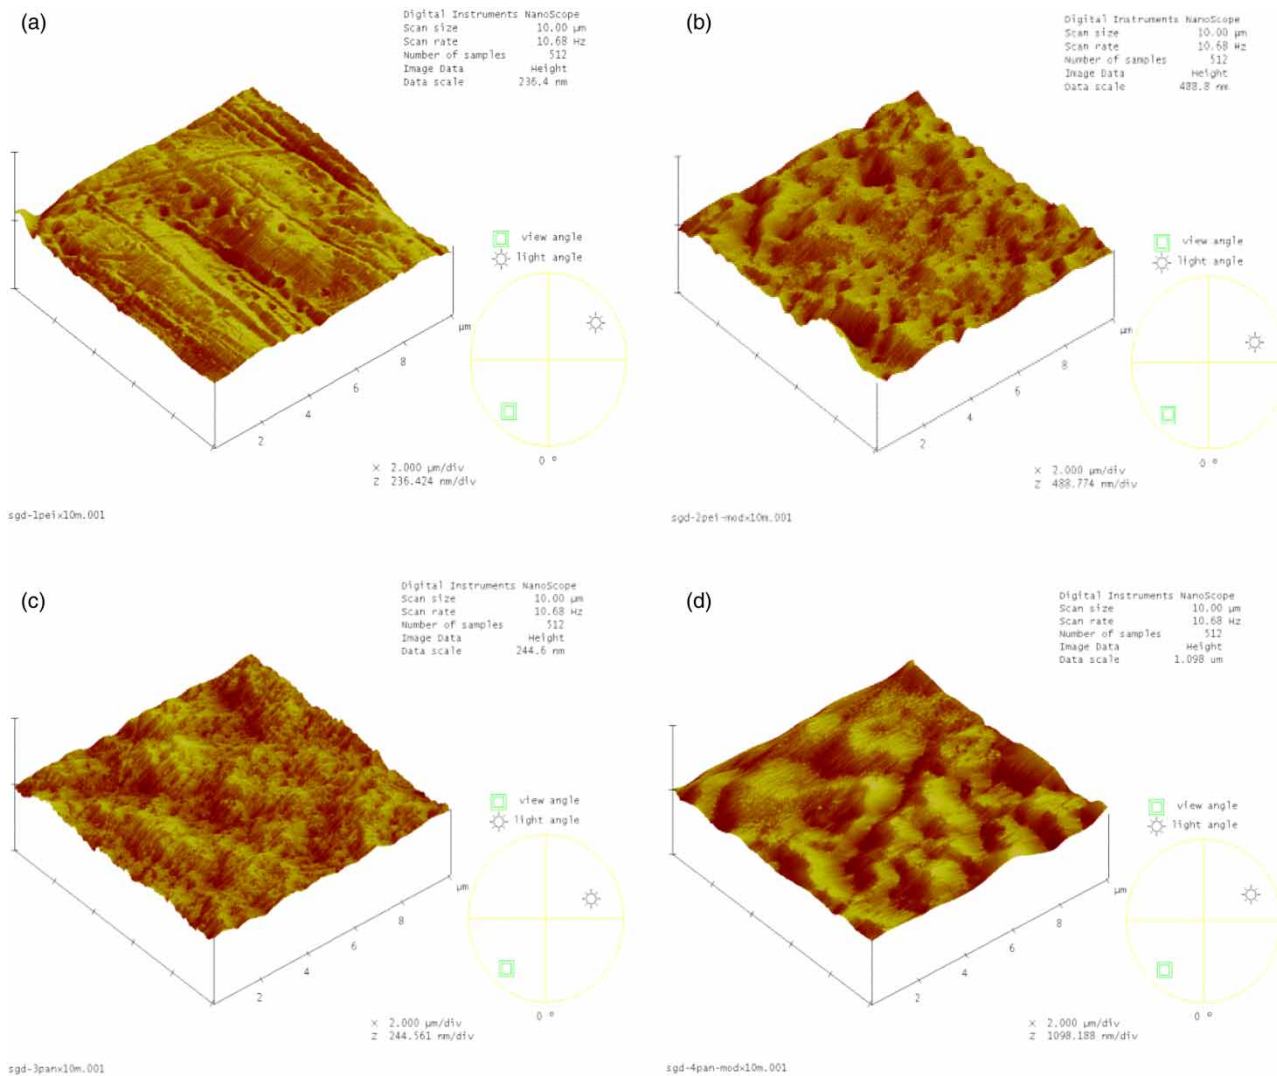 (a)
Digital Instruments NanoScope
Scan size 10.00 µm
Scan rate 10.68 Hz
Number of samples 512
Image Data Height
Data scale 236.4 nm
view angle
light angle
µm
8
6
4
2
0 °
X 2.000 µm/div
Z 236.424 nm/div
sgd-1peix10m.001
(b)
Digital Instruments NanoScope
Scan size 10.00 µm
Scan rate 10.68 Hz
Number of samples 512
Image Data Height
Data scale 488.8 nm
view angle
light angle
µm
8
6
4
2
0 °
X 2.000 µm/div
Z 488.774 nm/div
sgd-2pei-modx10m.001
(c)
Digital Instruments NanoScope
Scan size 10.00 µm
Scan rate 10.68 Hz
Number of samples 512
Image Data Height
Data scale 244.6 nm
view angle
light angle
µm
8
6
4
2
0 °
X 2.000 µm/div
Z 244.561 nm/div
sgd-3panx10m.001
(d)
Digital Instruments NanoScope
Scan size 10.00 µm
Scan rate 10.68 Hz
Number of samples 512
Image Data Height
Data scale 1.098 um
view angle
light angle
µm
8
6
4
2
0 °
X 2.000 µm/div
Z 1098.188 nm/div
sgd-4pan-modx10m.001